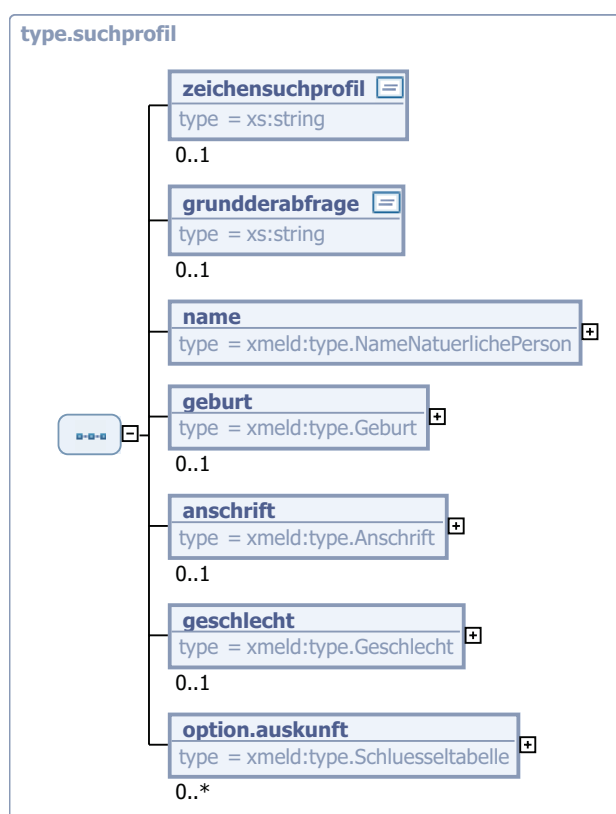 type.suchprofil
zeichensuchprofil
type = xs:string
0..1
grundderabfrage
type = xs:string
0..1
name
type = xmeld:type.NameNatuerlichePerson
geburt
type = xmeld:type.Geburt
0..1
anschrift
type = xmeld:type.Anschrift
0..1
geschlecht
type = xmeld:type.Geschlecht
0..1
option.auskunft
type = xmeld:type.Schluesseltabelle
0..*